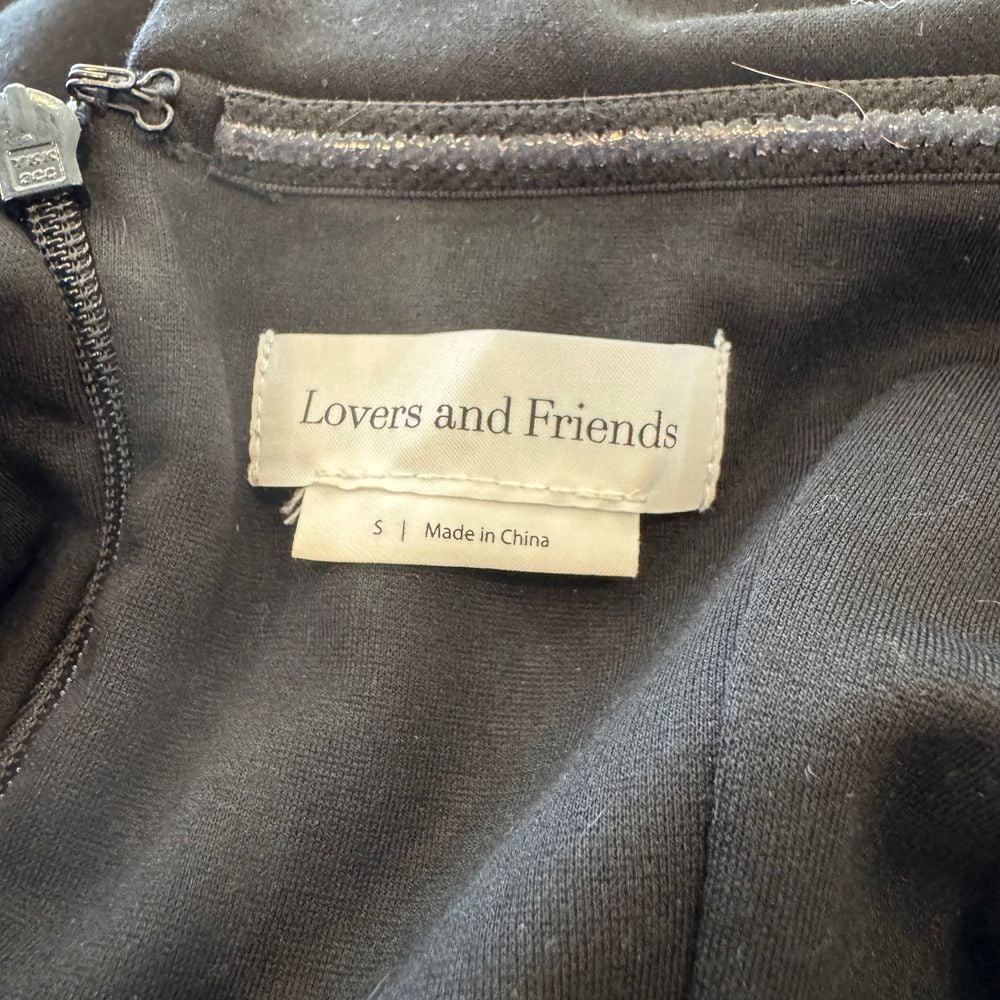 Lovers and Friends
S | Made in China